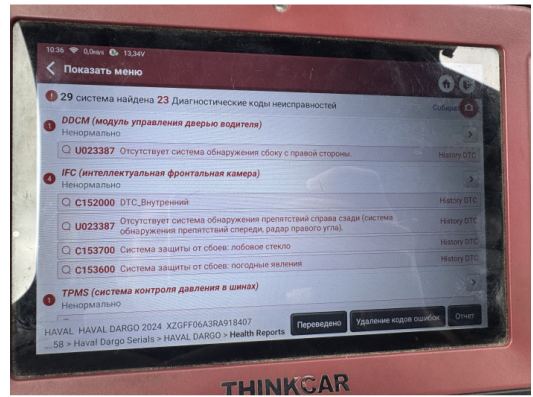 10:36 0,0км/ч 13,34V
Показать меню
29 система найдена 23 Диагностические коды неисправностей
DDCM (модуль управления дверью водителя)
1
Ненормально
U023387 Отсутствует система обнаружения сбоку с правой стороны. History DTC
IFC (интеллектуальная фронтальная камера)
4
Ненормально
C152000 DTC_Внутренний History DTC
U023387 Отсутствует система обнаружения препятствий справа сзади (система
обнаружения препятствий спереди, радар правого угла). History DTC
C153700 Система защиты от сбоев: лобовое стекло History DTC
C153600 Система защиты от сбоев: погодные явления History DTC
TPMS (система контроля давления в шинах)
1
Ненормально
HAVAL HAVAL DARGO 2024 XZGFF06A3RA918407
...58 > Haval Dargo Serials > HAVAL DARGO > Health Reports
Переведено Удаление кодов ошибок Отчет
THINKCAR